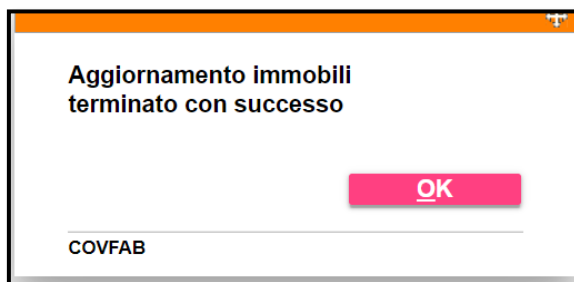 Aggiornamento immobili
terminato con successo
OK
COVFAB